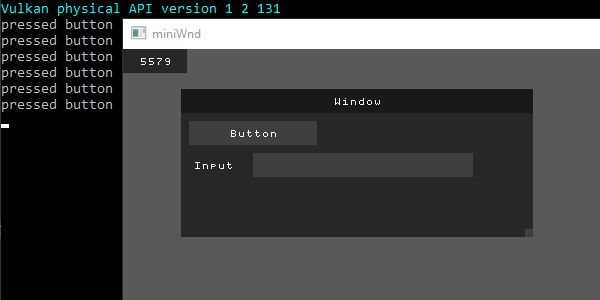 Vulkan physical API version 1 2 131
pressed button
pressed button
pressed button
pressed button
pressed button
pressed button
miniWnd
5579
Window
Button
Input